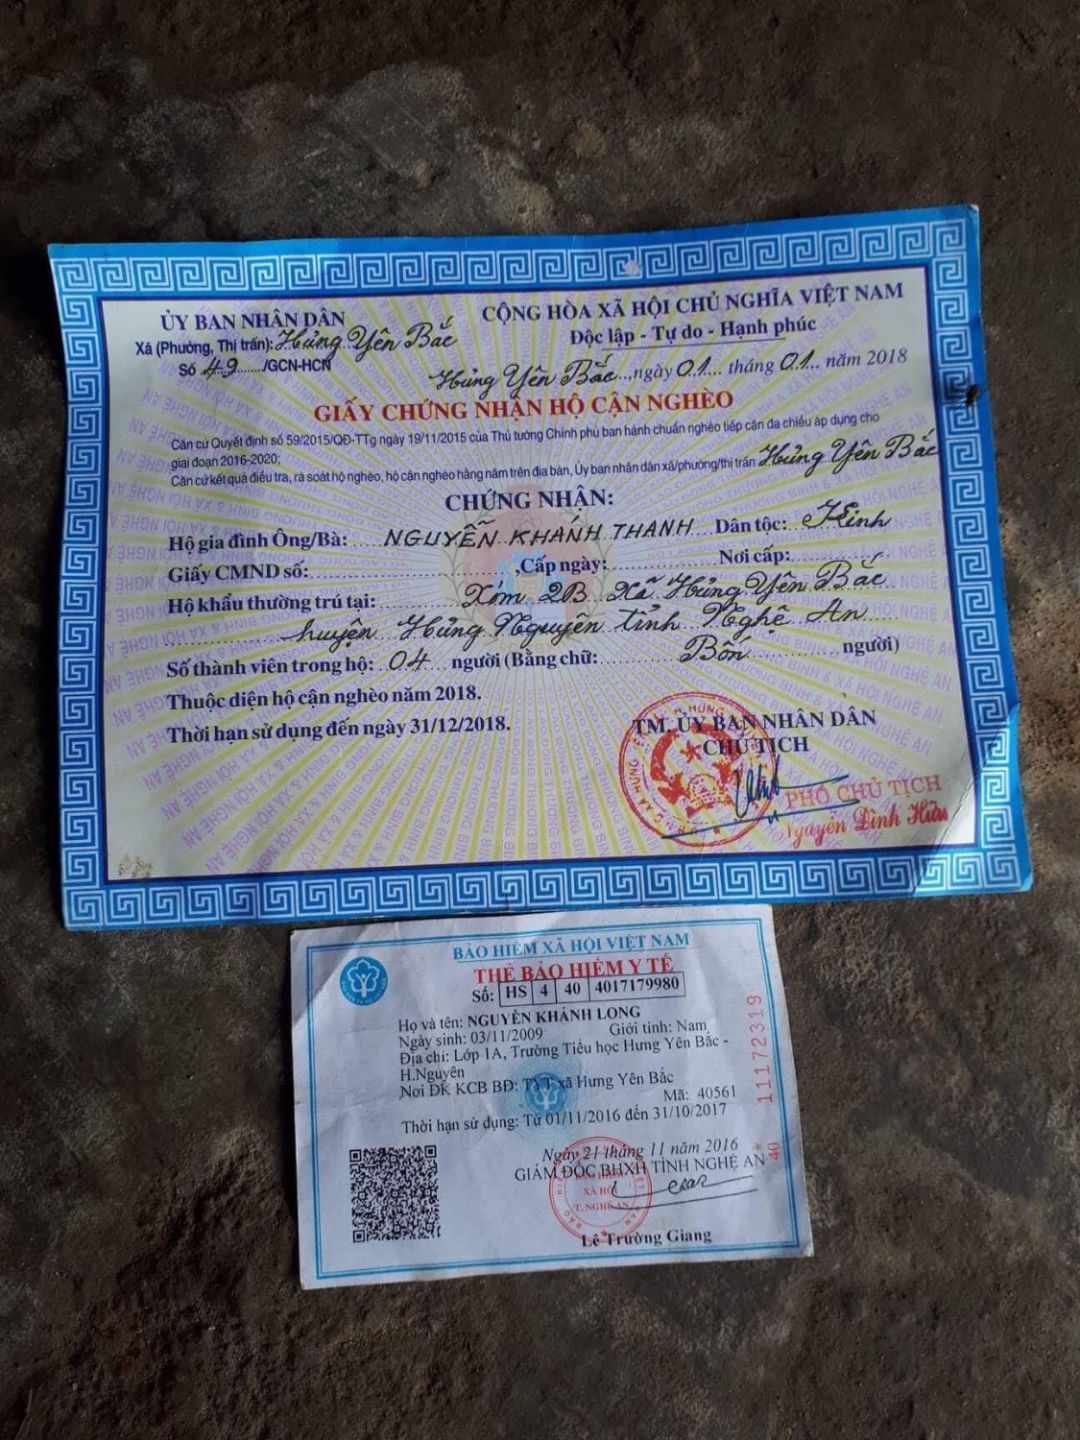 ỦY BAN NHÂN DÂN
Xã (Phường, Thị trấn): Hưng Yên Bắc
Số 49 /GCN-HCN
CỘNG HÒA XÃ HỘI CHỦ NGHĨA VIỆT NAM
Độc lập - Tự do - Hạnh phúc
Hưng Yên Bắc, ngày 01 tháng 01 năm 2018
GIẤY CHỨNG NHẬN HỘ CẬN NGHÈO
Căn cứ Quyết định số 59/2015/QĐ-TTg ngày 19/11/2015 của Thủ tướng Chính phủ ban hành chuẩn nghèo tiếp cận đa chiều áp dụng cho
giai đoạn 2016-2020;
Căn cứ kết quả điều tra, rà soát hộ nghèo, hộ cận nghèo hàng năm trên địa bàn, Ủy ban nhân dân xã/phường/thị trấn Hưng Yên Bắc
CHỨNG NHẬN:
Hộ gia đình Ông/Bà: NGUYỄN KHÁNH THANH Dân tộc: Kinh
Giấy CMND số: Cấp ngày: Nơi cấp:
Hộ khẩu thường trú tại: Xóm 2B Xã Hưng Yên Bắc
huyện Hưng Nguyên tỉnh Nghệ An
Số thành viên trong hộ: 04 người (Bằng chữ: Bốn người)
Thuộc diện hộ cận nghèo năm 2018.
Thời hạn sử dụng đến ngày 31/12/2018.
TM. ỦY BAN NHÂN DÂN
CHỦ TỊCH
PHÓ CHỦ TỊCH
Nguyễn Đình Hữu
BẢO HIỂM XÃ HỘI VIỆT NAM
THẺ BẢO HIỂM Y TẾ
Số: HS 4 40 4017179980
Họ và tên: NGUYỄN KHÁNH LONG
Ngày sinh: 03/11/2009 Giới tính: Nam
Địa chỉ: Lớp 1A, Trường Tiểu học Hưng Yên Bắc -
H.Nguyên
Nơi ĐK KCB BĐ: TYT xã Hưng Yên Bắc
Mã: 40561
Thời hạn sử dụng: Từ 01/11/2016 đến 31/10/2017
Ngày 21 tháng 11 năm 2016
GIÁM ĐỐC BHXH TỈNH NGHỆ AN
BẢO HIỂM
XÃ HỘI
T. NGHỆ AN
Lê Trường Giang
11172319
40